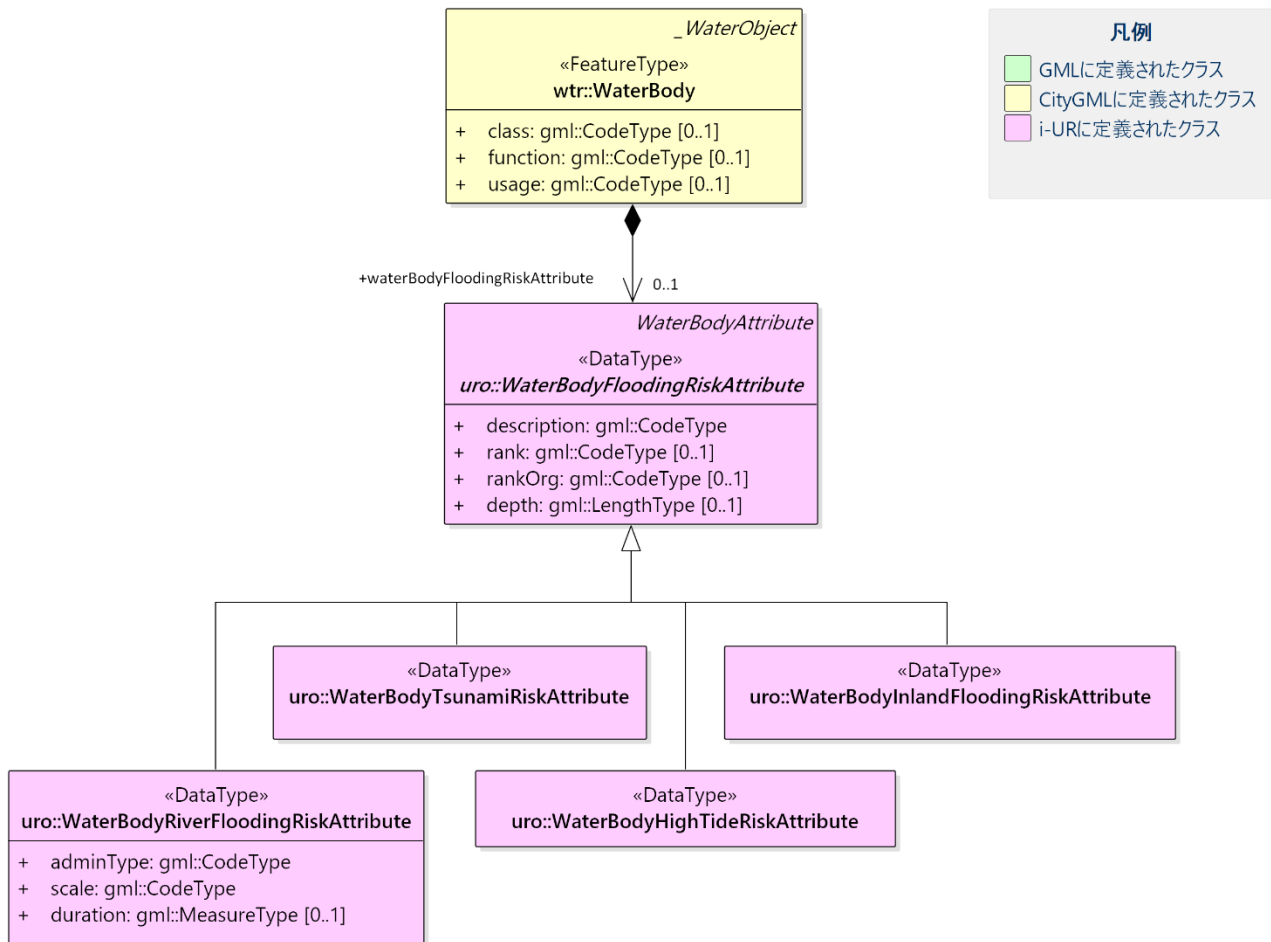 _WaterObject
«FeatureType»
wtr::WaterBody
+ class: gml::CodeType [0..1]
+ function: gml::CodeType [0..1]
+ usage: gml::CodeType [0..1]
凡例
GMLに定義されたクラス
CityGMLに定義されたクラス
i-URに定義されたクラス
+waterBodyFloodingRiskAttribute
0..1
WaterBodyAttribute
«DataType»
uro::WaterBodyFloodingRiskAttribute
+ description: gml::CodeType
+ rank: gml::CodeType [0..1]
+ rankOrg: gml::CodeType [0..1]
+ depth: gml::LengthType [0..1]
«DataType»
uro::WaterBodyTsunamiRiskAttribute
«DataType»
uro::WaterBodyInlandFloodingRiskAttribute
«DataType»
uro::WaterBodyRiverFloodingRiskAttribute
+ adminType: gml::CodeType
+ scale: gml::CodeType
+ duration: gml::MeasureType [0..1]
«DataType»
uro::WaterBodyHighTideRiskAttribute